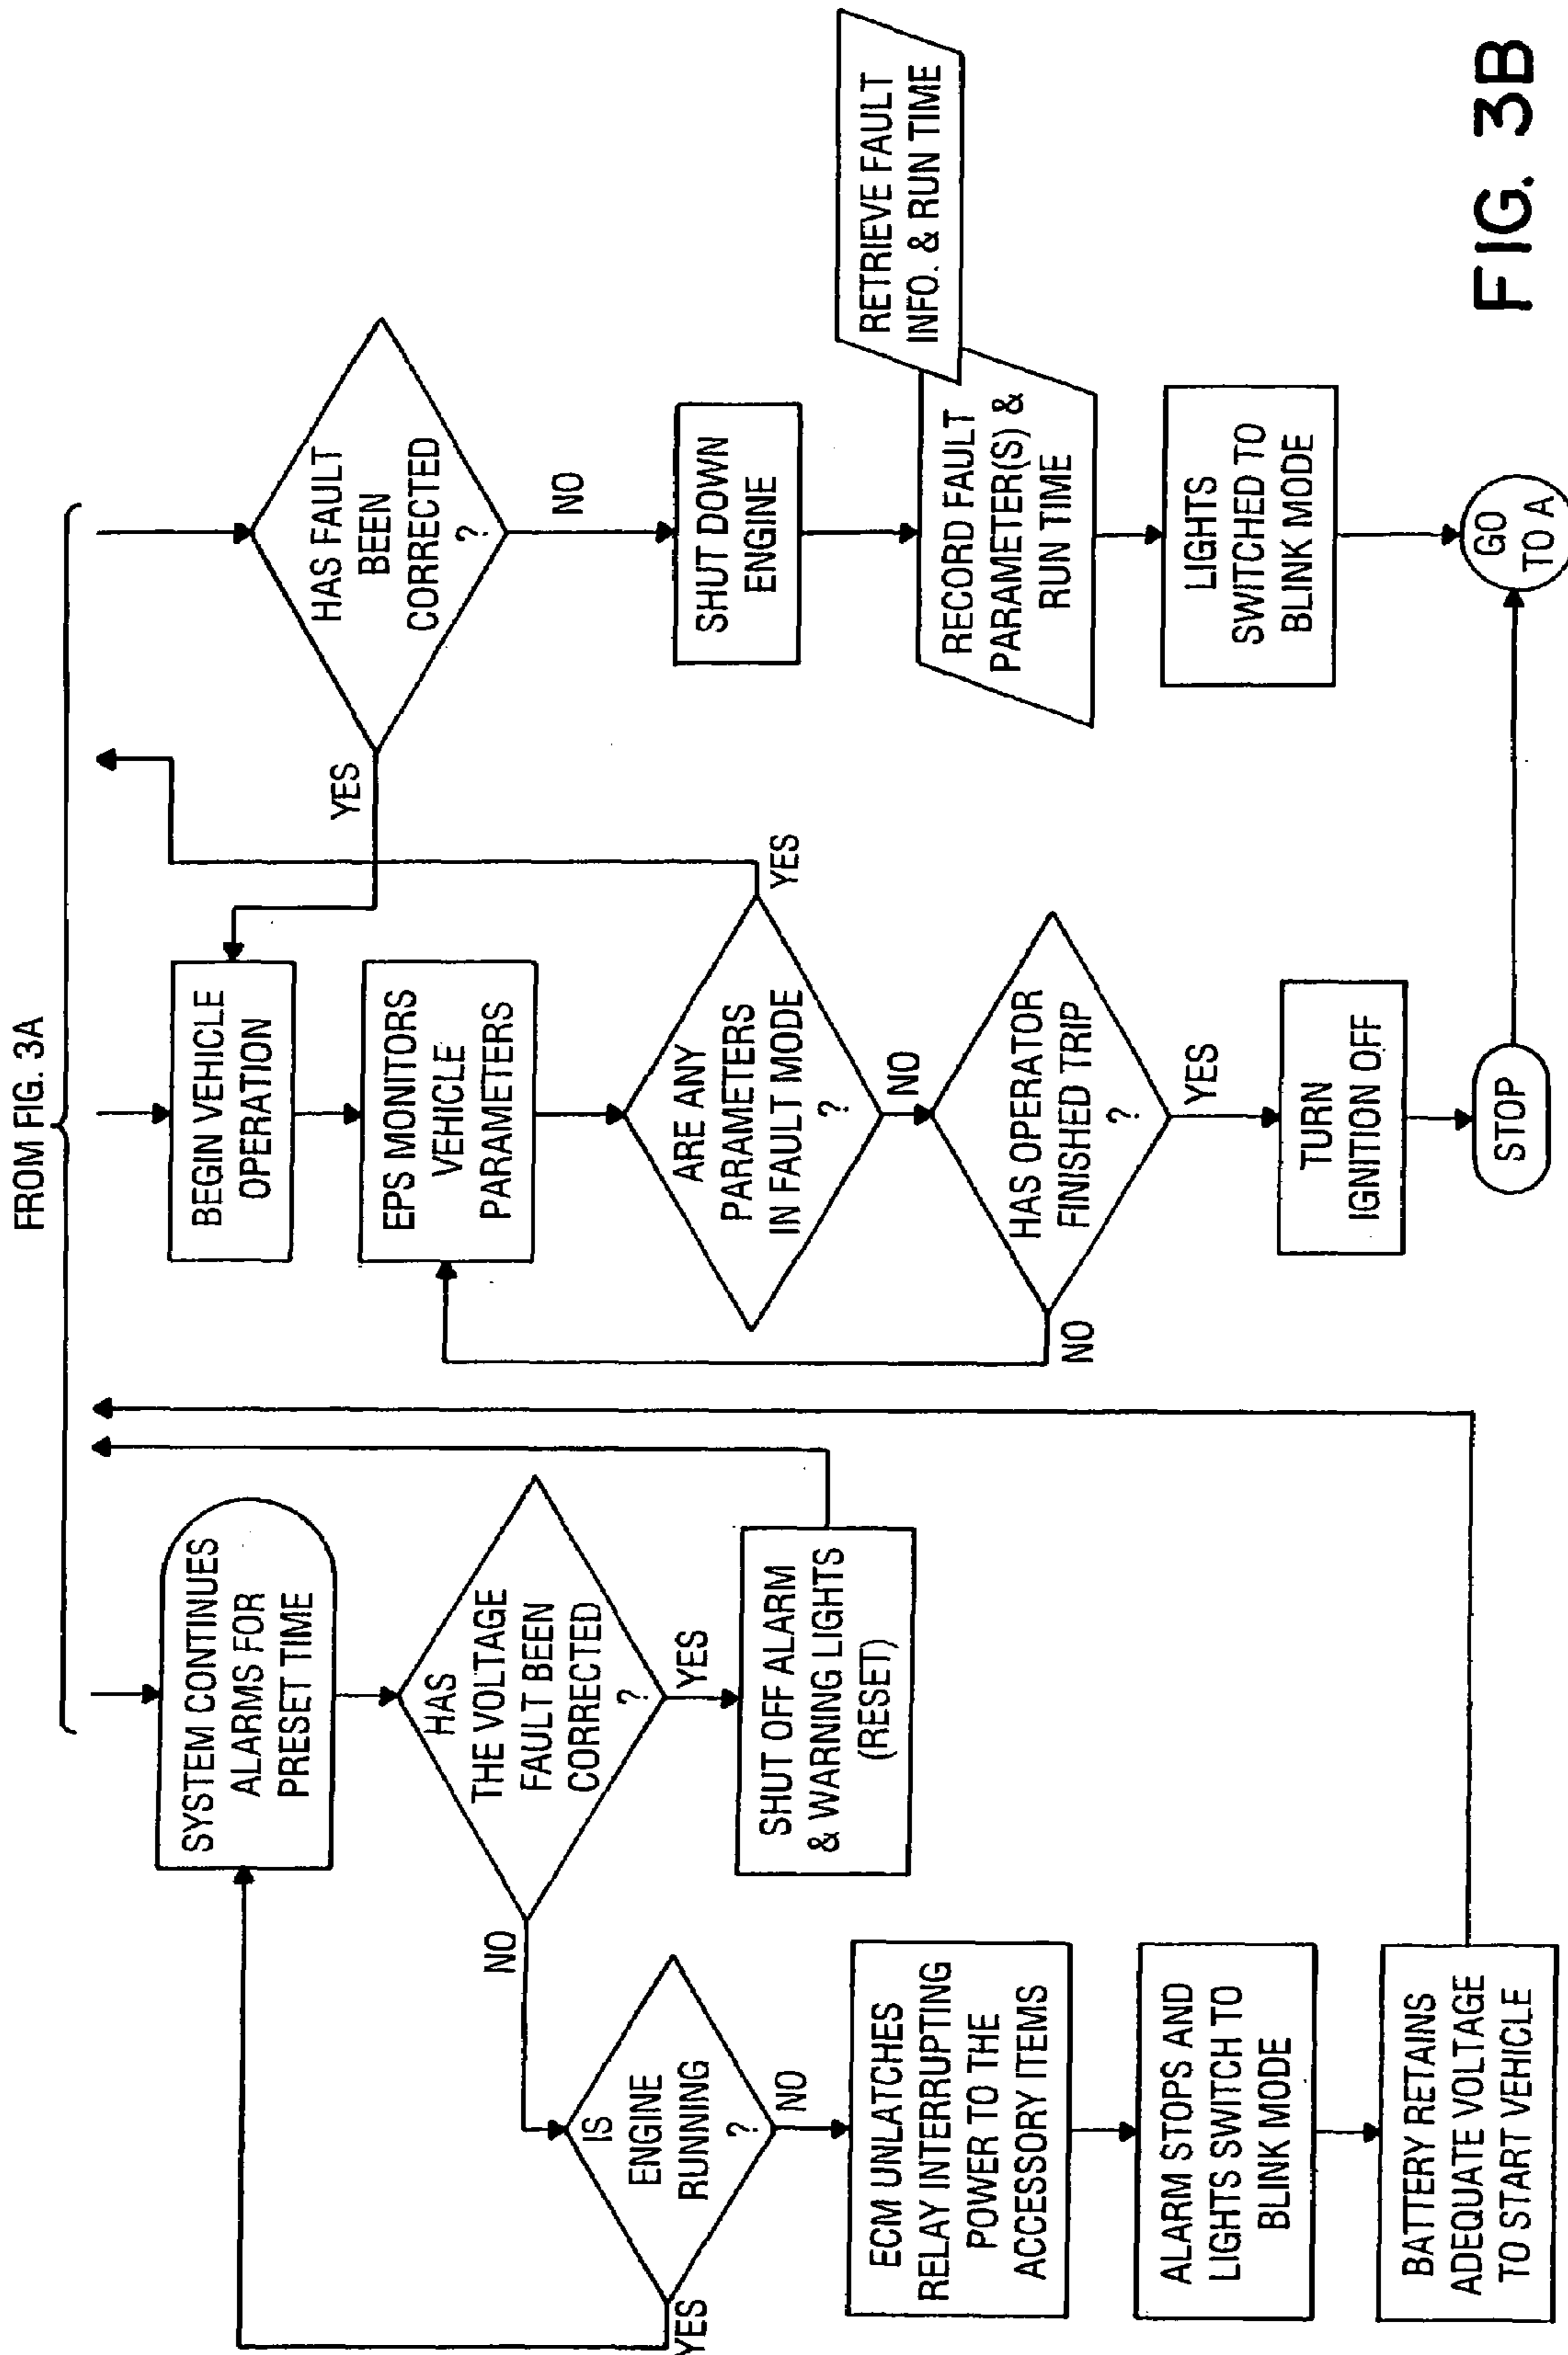 FROM FIG. 3A
SYSTEM CONTINUES
ALARMS FOR
PRESET TIME
HAS
THE VOLTAGE
FAULT BEEN
CORRECTED
?
NO
YES
IS
ENGINE
RUNNING
?
YES
NO
SHUT OFF ALARM
& WARNING LIGHTS
(RESET)
ECM UNLATCHES
RELAY INTERRUPTING
POWER TO THE
ACCESSORY ITEMS
ALARM STOPS AND
LIGHTS SWITCH TO
BLINK MODE
BATTERY RETAINS
ADEQUATE VOLTAGE
TO START VEHICLE
BEGIN VEHICLE
OPERATION
EPS MONITORS
VEHICLE
PARAMETERS
ARE ANY
PARAMETERS
IN FAULT MODE
?
YES
NO
HAS OPERATOR
FINISHED TRIP
?
NO
YES
TURN
IGNITION OFF
STOP
HAS FAULT
BEEN
CORRECTED
?
YES
NO
SHUT DOWN
ENGINE
RECORD FAULT
PARAMETER(S) &
RUN TIME
RETRIEVE FAULT
INFO. & RUN TIME
LIGHTS
SWITCHED TO
BLINK MODE
GO
TO A
FIG. 3B